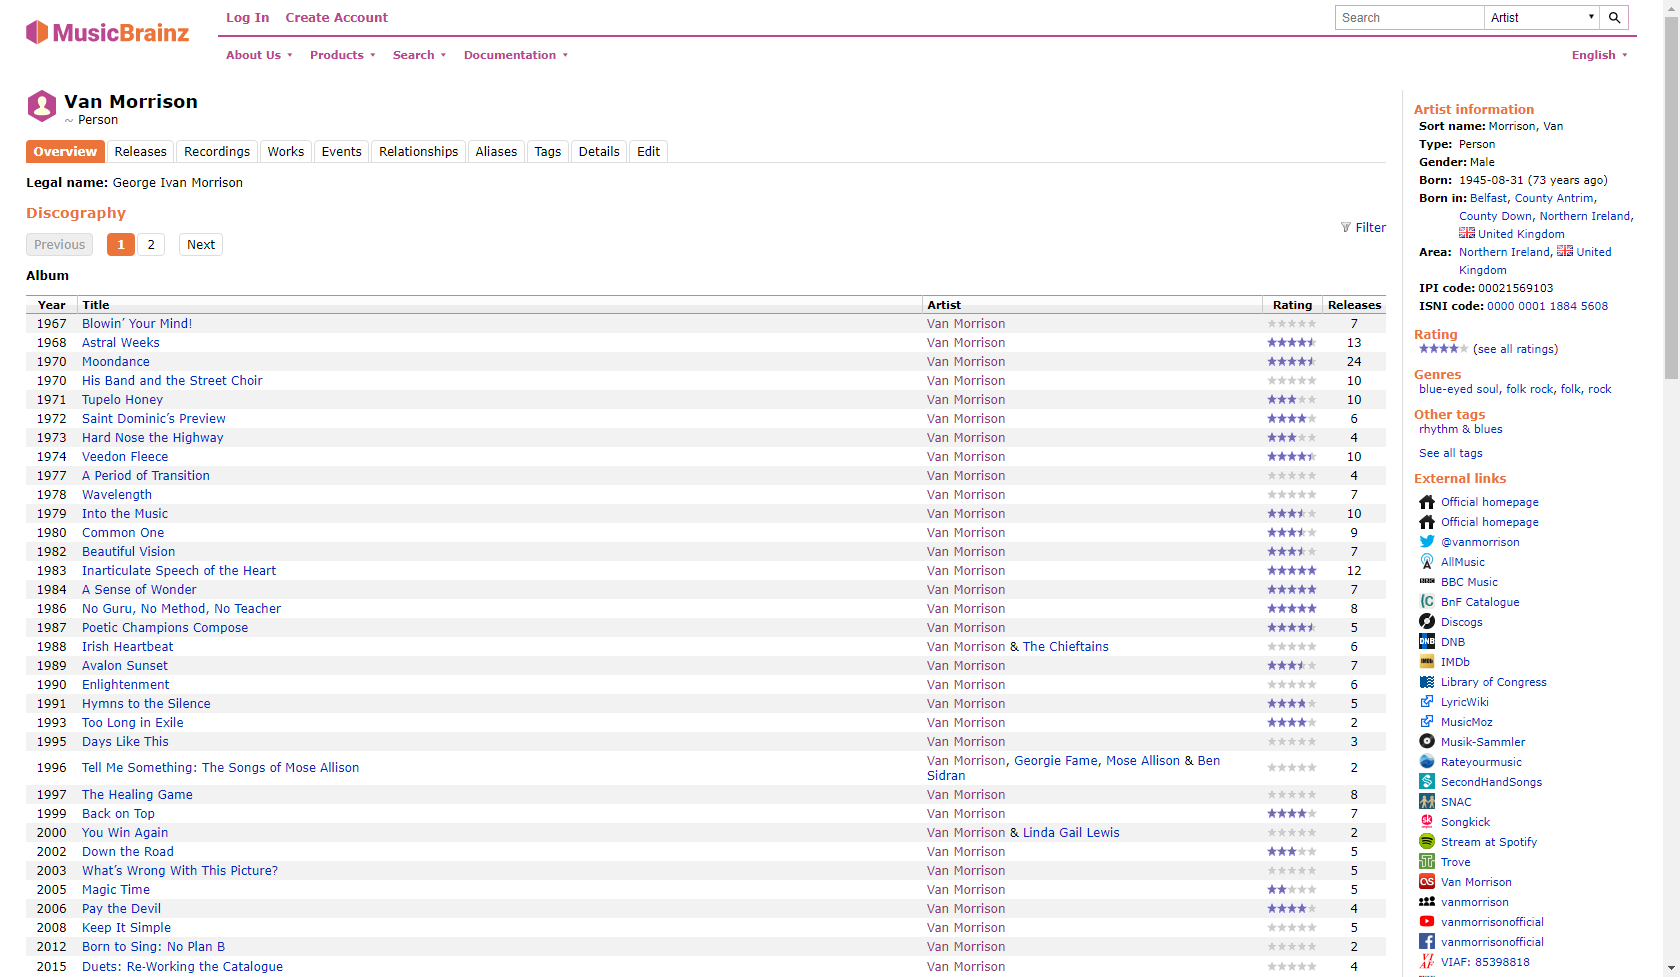 MusicBrainz
Log In Create Account
Search Artist
About Us Products Search Documentation English
Van Morrison
~ Person
Overview Releases Recordings Works Events Relationships Aliases Tags Details Edit
Legal name: George Ivan Morrison
Discography
Filter
Previous 1 2 Next
Album
Year Title Artist Rating Releases
1967 Blowin’ Your Mind! Van Morrison 7
1968 Astral Weeks Van Morrison 13
1970 Moondance Van Morrison 24
1970 His Band and the Street Choir Van Morrison 10
1971 Tupelo Honey Van Morrison 10
1972 Saint Dominic’s Preview Van Morrison 6
1973 Hard Nose the Highway Van Morrison 4
1974 Veedon Fleece Van Morrison 10
1977 A Period of Transition Van Morrison 4
1978 Wavelength Van Morrison 7
1979 Into the Music Van Morrison 10
1980 Common One Van Morrison 9
1982 Beautiful Vision Van Morrison 7
1983 Inarticulate Speech of the Heart Van Morrison 12
1984 A Sense of Wonder Van Morrison 7
1986 No Guru, No Method, No Teacher Van Morrison 8
1987 Poetic Champions Compose Van Morrison 5
1988 Irish Heartbeat Van Morrison & The Chieftains 6
1989 Avalon Sunset Van Morrison 7
1990 Enlightenment Van Morrison 6
1991 Hymns to the Silence Van Morrison 5
1993 Too Long in Exile Van Morrison 2
1995 Days Like This Van Morrison 3
1996 Tell Me Something: The Songs of Mose Allison Van Morrison, Georgie Fame, Mose Allison & Ben
Sidran 2
1997 The Healing Game Van Morrison 8
1999 Back on Top Van Morrison 7
2000 You Win Again Van Morrison & Linda Gail Lewis 2
2002 Down the Road Van Morrison 5
2003 What’s Wrong With This Picture? Van Morrison 5
2005 Magic Time Van Morrison 5
2006 Pay the Devil Van Morrison 4
2008 Keep It Simple Van Morrison 5
2012 Born to Sing: No Plan B Van Morrison 2
2015 Duets: Re-Working the Catalogue Van Morrison 4
Artist information
Sort name: Morrison, Van
Type: Person
Gender: Male
Born: 1945-08-31 (73 years ago)
Born in: Belfast, County Antrim,
County Down, Northern Ireland,
United Kingdom
Area: Northern Ireland, United
Kingdom
IPI code: 00021569103
ISNI code: 0000 0001 1884 5608
Rating
(see all ratings)
Genres
blue-eyed soul, folk rock, folk, rock
Other tags
rhythm & blues
See all tags
External links
Official homepage
Official homepage
@vanmorrison
AllMusic
BBC BBC Music
BnF Catalogue
Discogs
DNB DNB
IMDb IMDb
Library of Congress
LyricWiki
MusicMoz
Musik-Sammler
Rateyourmusic
SecondHandSongs
SNAC
sk Songkick
Stream at Spotify
Trove
Van Morrison
vanmorrison
vanmorrisonofficial
vanmorrisonofficial
VIAF VIAF: 85398818